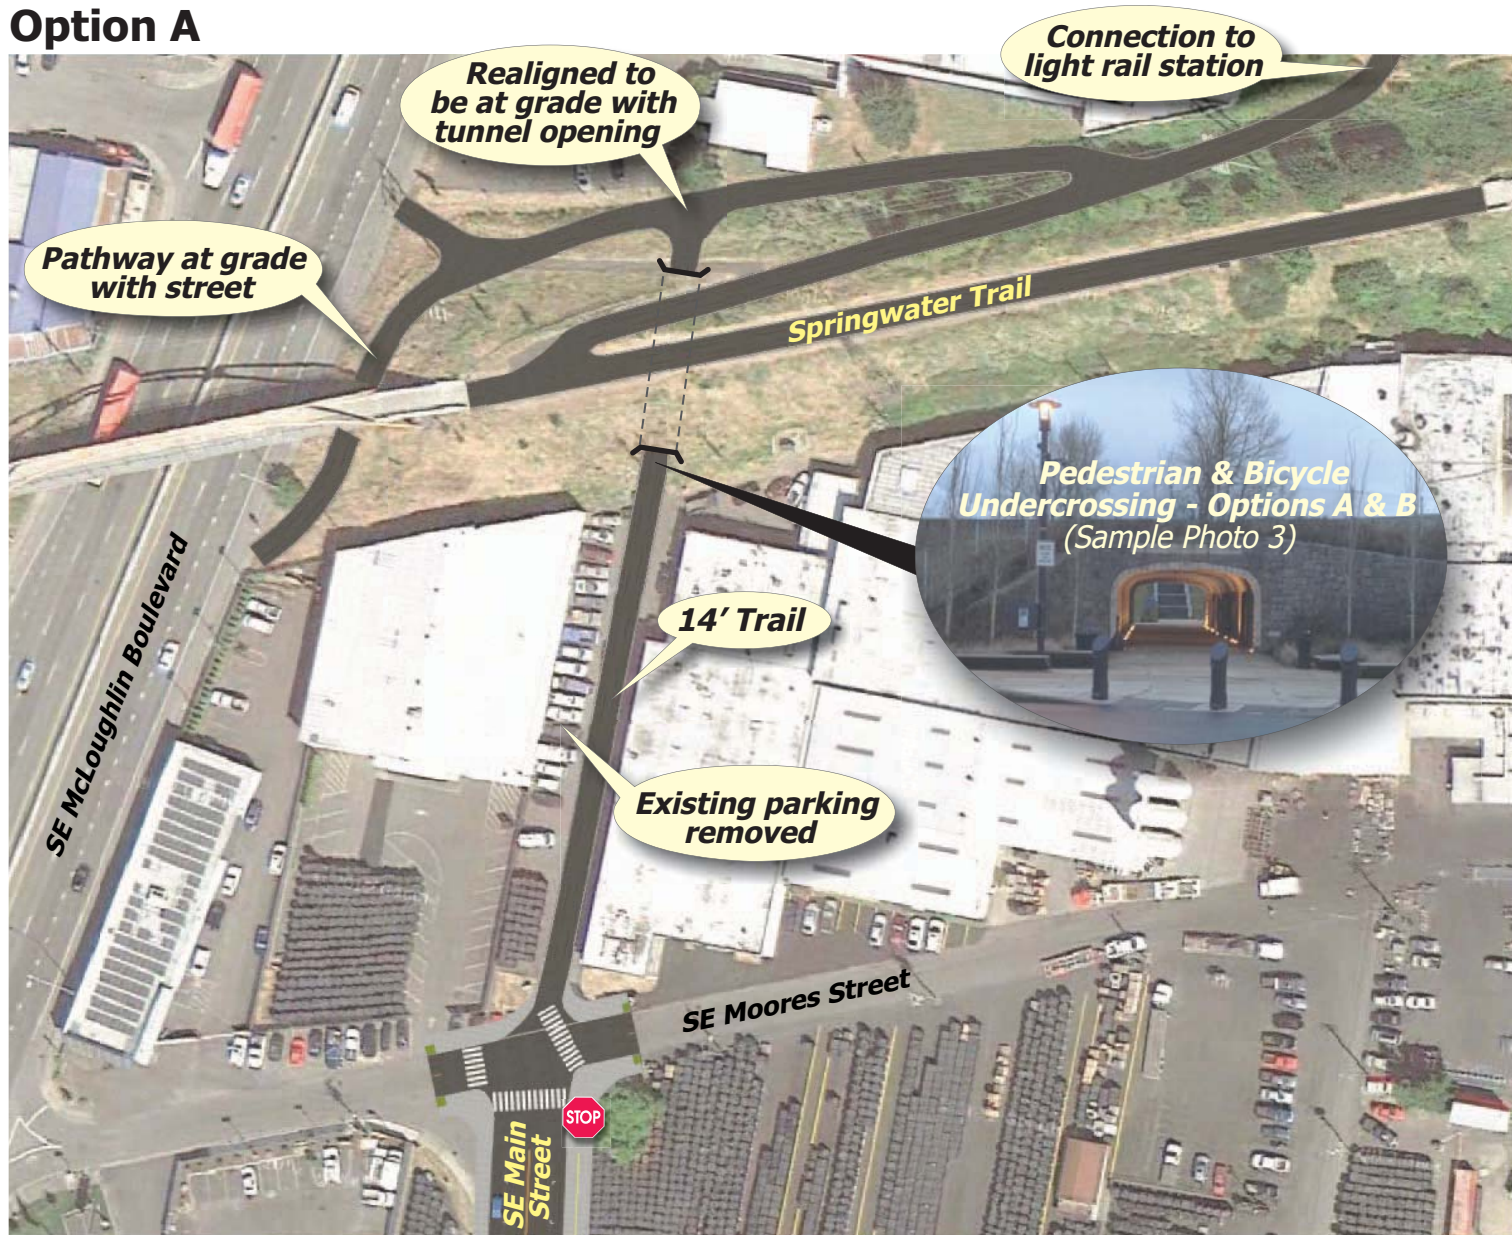 Option A
Connection to
light rail station
Realigned to
be at grade with
tunnel opening
Pathway at grade
with street
Springwater Trail
Pedestrian & Bicycle
Undercrossing - Options A & B
(Sample Photo 3)
SE McLoughlin Boulevard
14’ Trail
Existing parking
removed
SE Moores Street
STOP
SE Main
Street